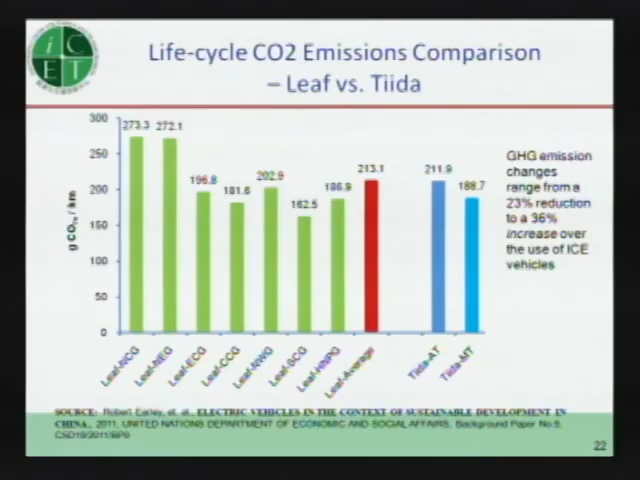 iC
ET
Life-cycle CO2 Emissions Comparison
– Leaf vs. Tiida
g CO₂ₑ / km
300
250
200
150
100
50
0
273.3
272.1
196.8
181.6
202.9
162.5
186.9
213.1
211.9
188.7
Leaf-NCG
Leaf-NEG
Leaf-ECG
Leaf-CCG
Leaf-NWG
Leaf-SCG
Leaf-HNPG
Leaf-Average
Tiida-AT
Tiida-MT
GHG emission
changes
range from a
23% reduction
to a 36%
increase over
the use of ICE
vehicles
SOURCE: Robert Earley, et. al., ELECTRIC VEHICLES IN THE CONTEXT OF SUSTAINABLE DEVELOPMENT IN
CHINA., 2011, UNITED NATIONS DEPARTMENT OF ECONOMIC AND SOCIAL AFFAIRS, Background Paper No.9,
CSD19/2011/BP9
22